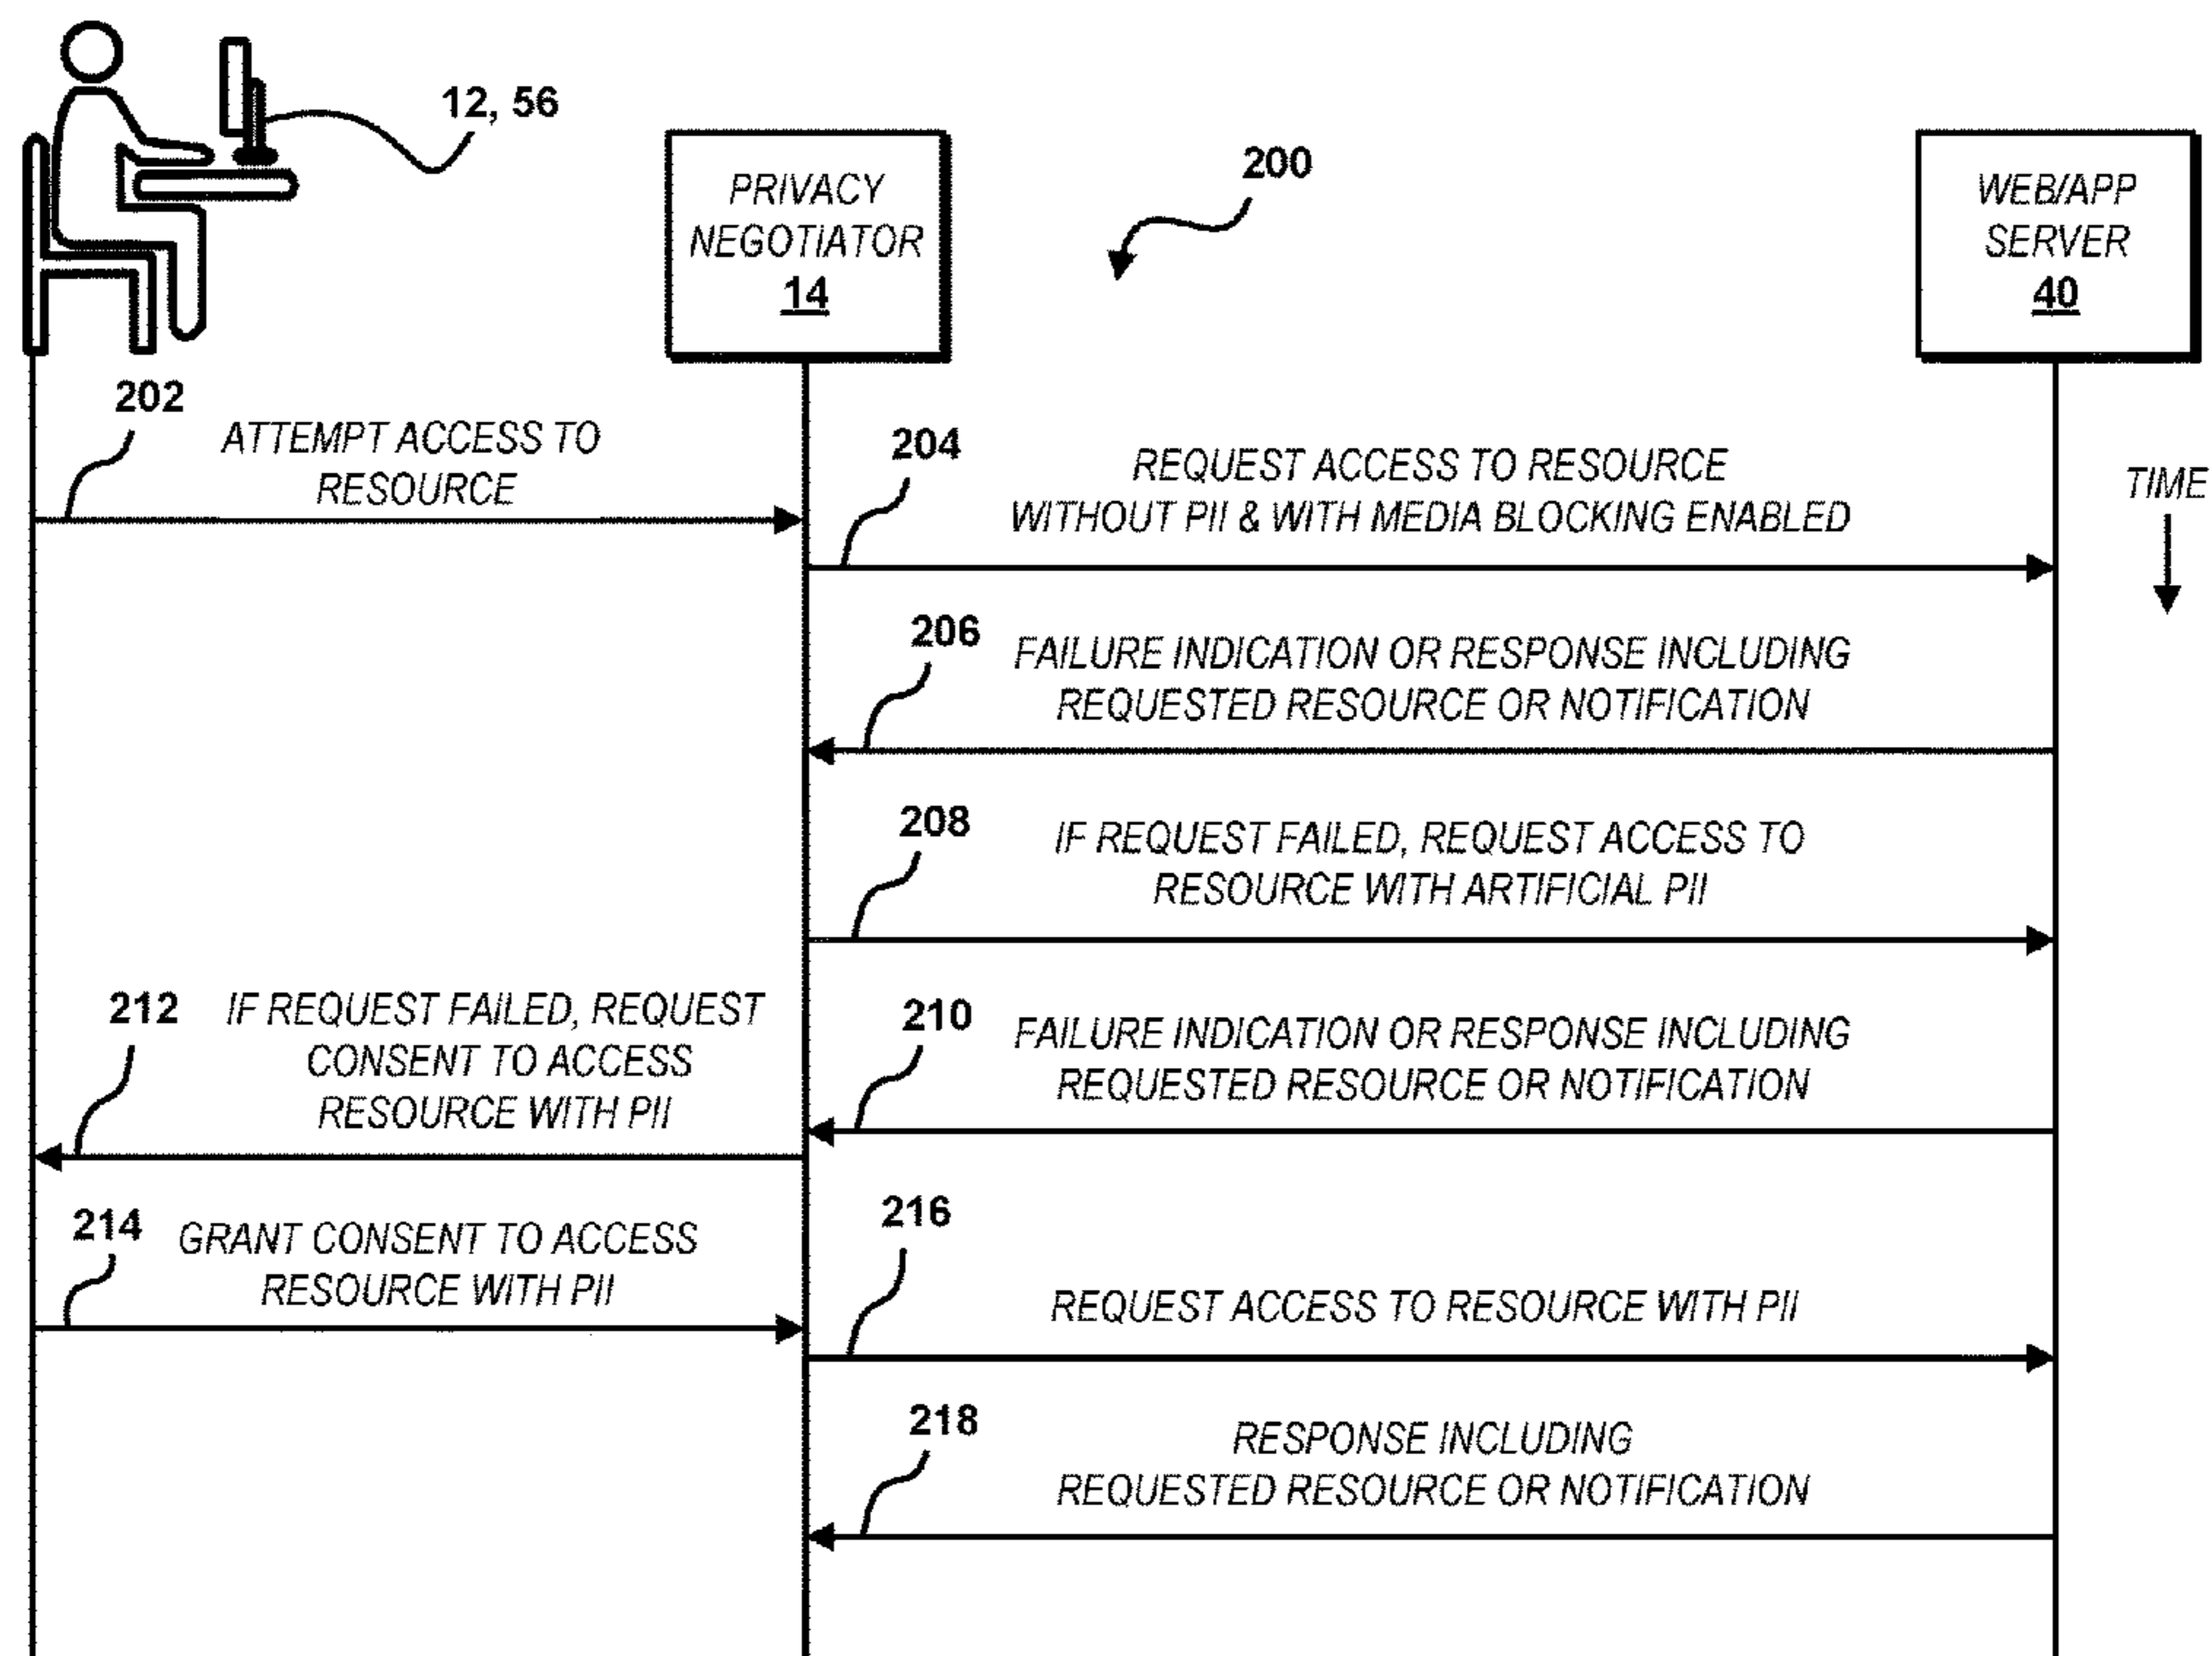 12, 56
PRIVACY
NEGOTIATOR
14
200
WEB/APP
SERVER
40
202
ATTEMPT ACCESS TO
RESOURCE
204
REQUEST ACCESS TO RESOURCE
WITHOUT PII & WITH MEDIA BLOCKING ENABLED
TIME
206
FAILURE INDICATION OR RESPONSE INCLUDING
REQUESTED RESOURCE OR NOTIFICATION
208
IF REQUEST FAILED, REQUEST ACCESS TO
RESOURCE WITH ARTIFICIAL PII
210
FAILURE INDICATION OR RESPONSE INCLUDING
REQUESTED RESOURCE OR NOTIFICATION
212
IF REQUEST FAILED, REQUEST
CONSENT TO ACCESS
RESOURCE WITH PII
214
GRANT CONSENT TO ACCESS
RESOURCE WITH PII
216
REQUEST ACCESS TO RESOURCE WITH PII
218
RESPONSE INCLUDING
REQUESTED RESOURCE OR NOTIFICATION